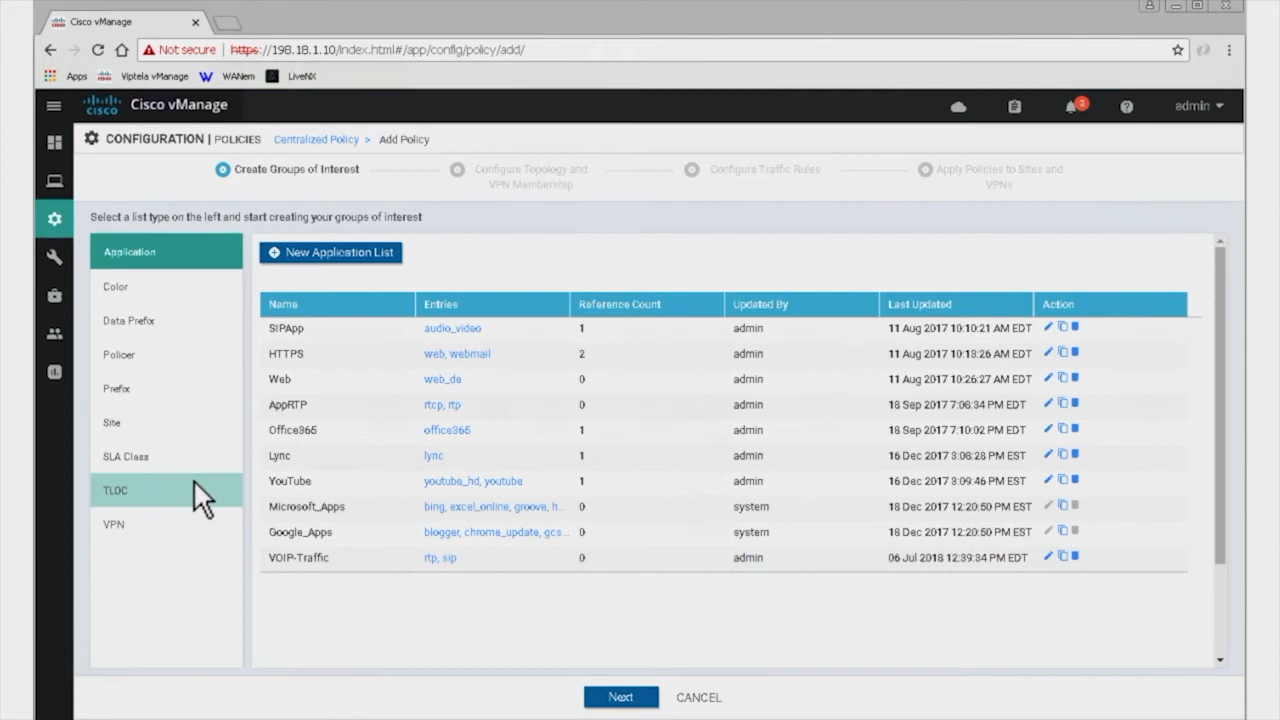 Cisco vManage
Not secure https://198.18.1.10/index.html#/app/config/policy/add/
Apps Viptela vManage WANem LiveNX
CISCO Cisco vManage 3 admin
CONFIGURATION | POLICIES Centralized Policy > Add Policy
Create Groups of Interest
Configure Topology and
VPN Membership
Configure Traffic Rules
Apply Policies to Sites and
VPNs
Select a list type on the left and start creating your groups of interest
Application
Color
Data Prefix
Policer
Prefix
Site
SLA Class
TLOC
VPN
New Application List
Name Entries Reference Count Updated By Last Updated Action
SIPApp audio_video 1 admin 11 Aug 2017 10:10:21 AM EDT
HTTPS web, webmail 2 admin 11 Aug 2017 10:13:26 AM EDT
Web web_de 0 admin 11 Aug 2017 10:26:27 AM EDT
AppRTP rtcp, rtp 0 admin 18 Sep 2017 7:06:34 PM EDT
Office365 office365 1 admin 18 Sep 2017 7:10:02 PM EDT
Lync lync 1 admin 16 Dec 2017 3:06:28 PM EST
YouTube youtube_hd, youtube 1 admin 16 Dec 2017 3:09:46 PM EST
Microsoft_Apps bing, excel_online, groove, h... 0 system 18 Dec 2017 12:20:50 PM EST
Google_Apps blogger, chrome_update, gcs... 0 system 18 Dec 2017 12:20:50 PM EST
VOIP-Traffic rtp, sip 0 admin 06 Jul 2018 12:39:34 PM EDT
Next CANCEL